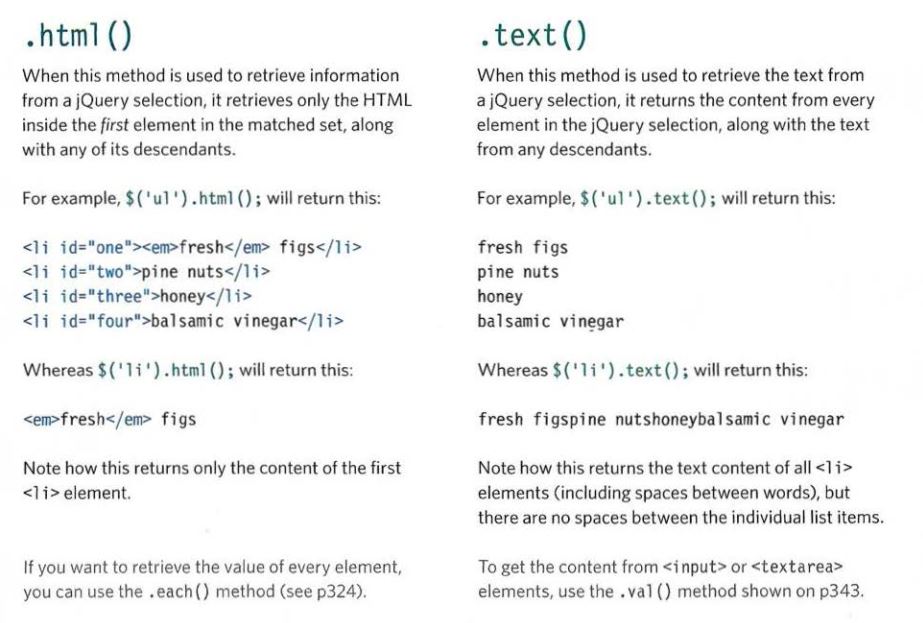 .html()
When this method is used to retrieve information
from a jQuery selection, it retrieves only the HTML
inside the first element in the matched set, along
with any of its descendants.
For example, $('ul').html(); will return this:
<li id="one"><em>fresh</em> figs</li>
<li id="two">pine nuts</li>
<li id="three">honey</li>
<li id="four">balsamic vinegar</li>
Whereas $('li').html(); will return this:
<em>fresh</em> figs
Note how this returns only the content of the first
<li> element.
If you want to retrieve the value of every element,
you can use the .each() method (see p324).
.text()
When this method is used to retrieve the text from
a jQuery selection, it returns the content from every
element in the jQuery selection, along with the text
from any descendants.
For example, $('ul').text(); will return this:
fresh figs
pine nuts
honey
balsamic vinegar
Whereas $('li').text(); will return this:
fresh figspine nutshoneybalsamic vinegar
Note how this returns the text content of all <li>
elements (including spaces between words), but
there are no spaces between the individual list items.
To get the content from <input> or <textarea>
elements, use the .val() method shown on p343.